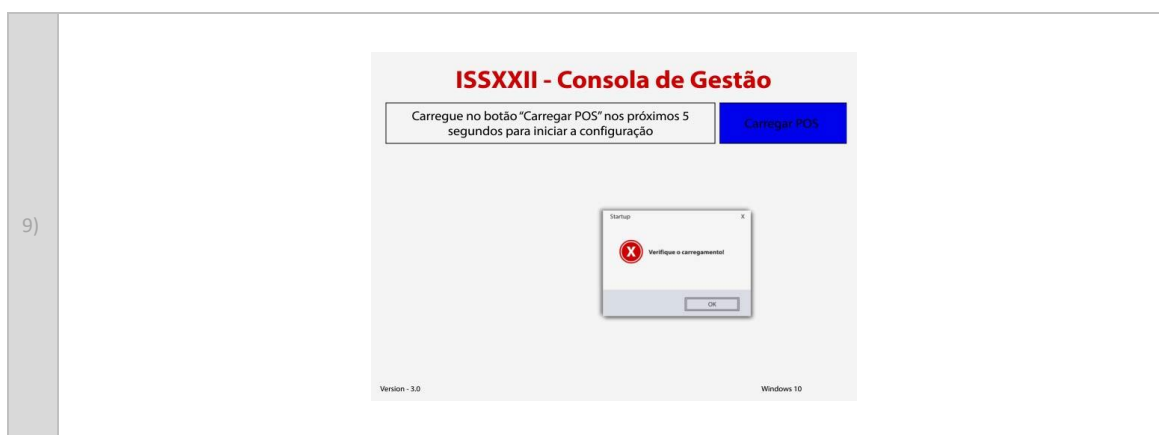 ISSXXII - Consola de Gestão
Carregue no botão “Carregar POS” nos próximos 5
segundos para iniciar a configuração
Carregar POS
9)
Startup X
X
Verifique o carregamento!
OK
Version - 3.0
Windows 10